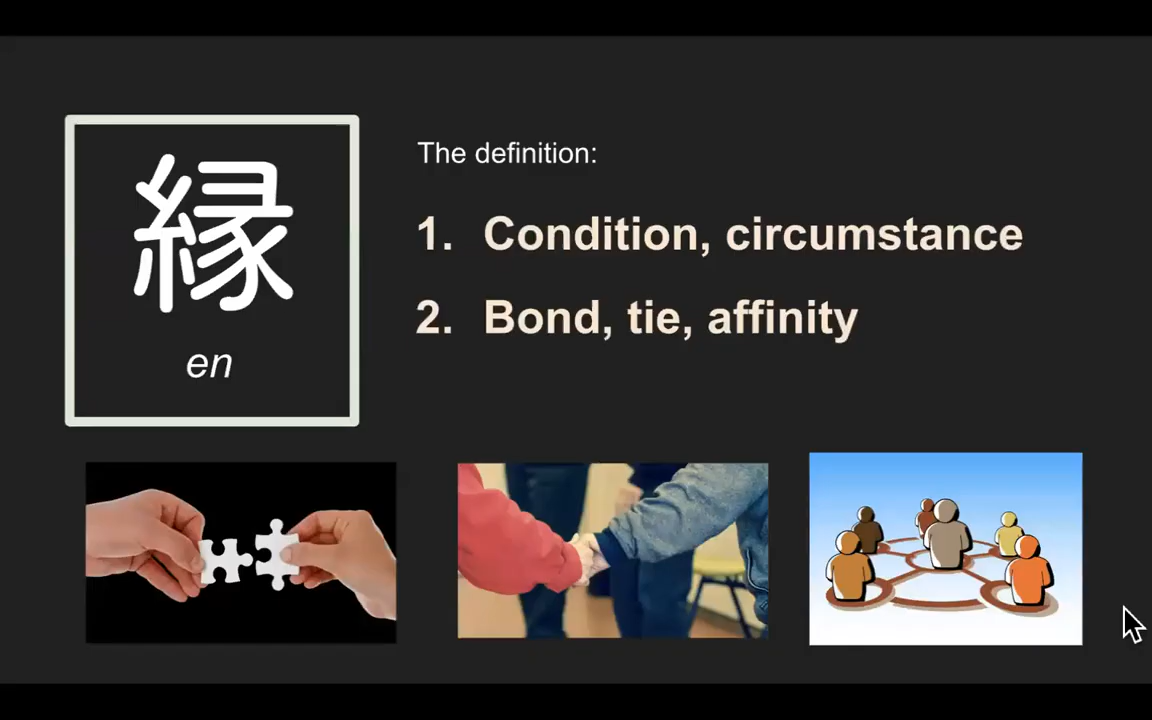 縁
en
The definition:
1. Condition, circumstance
2. Bond, tie, affinity